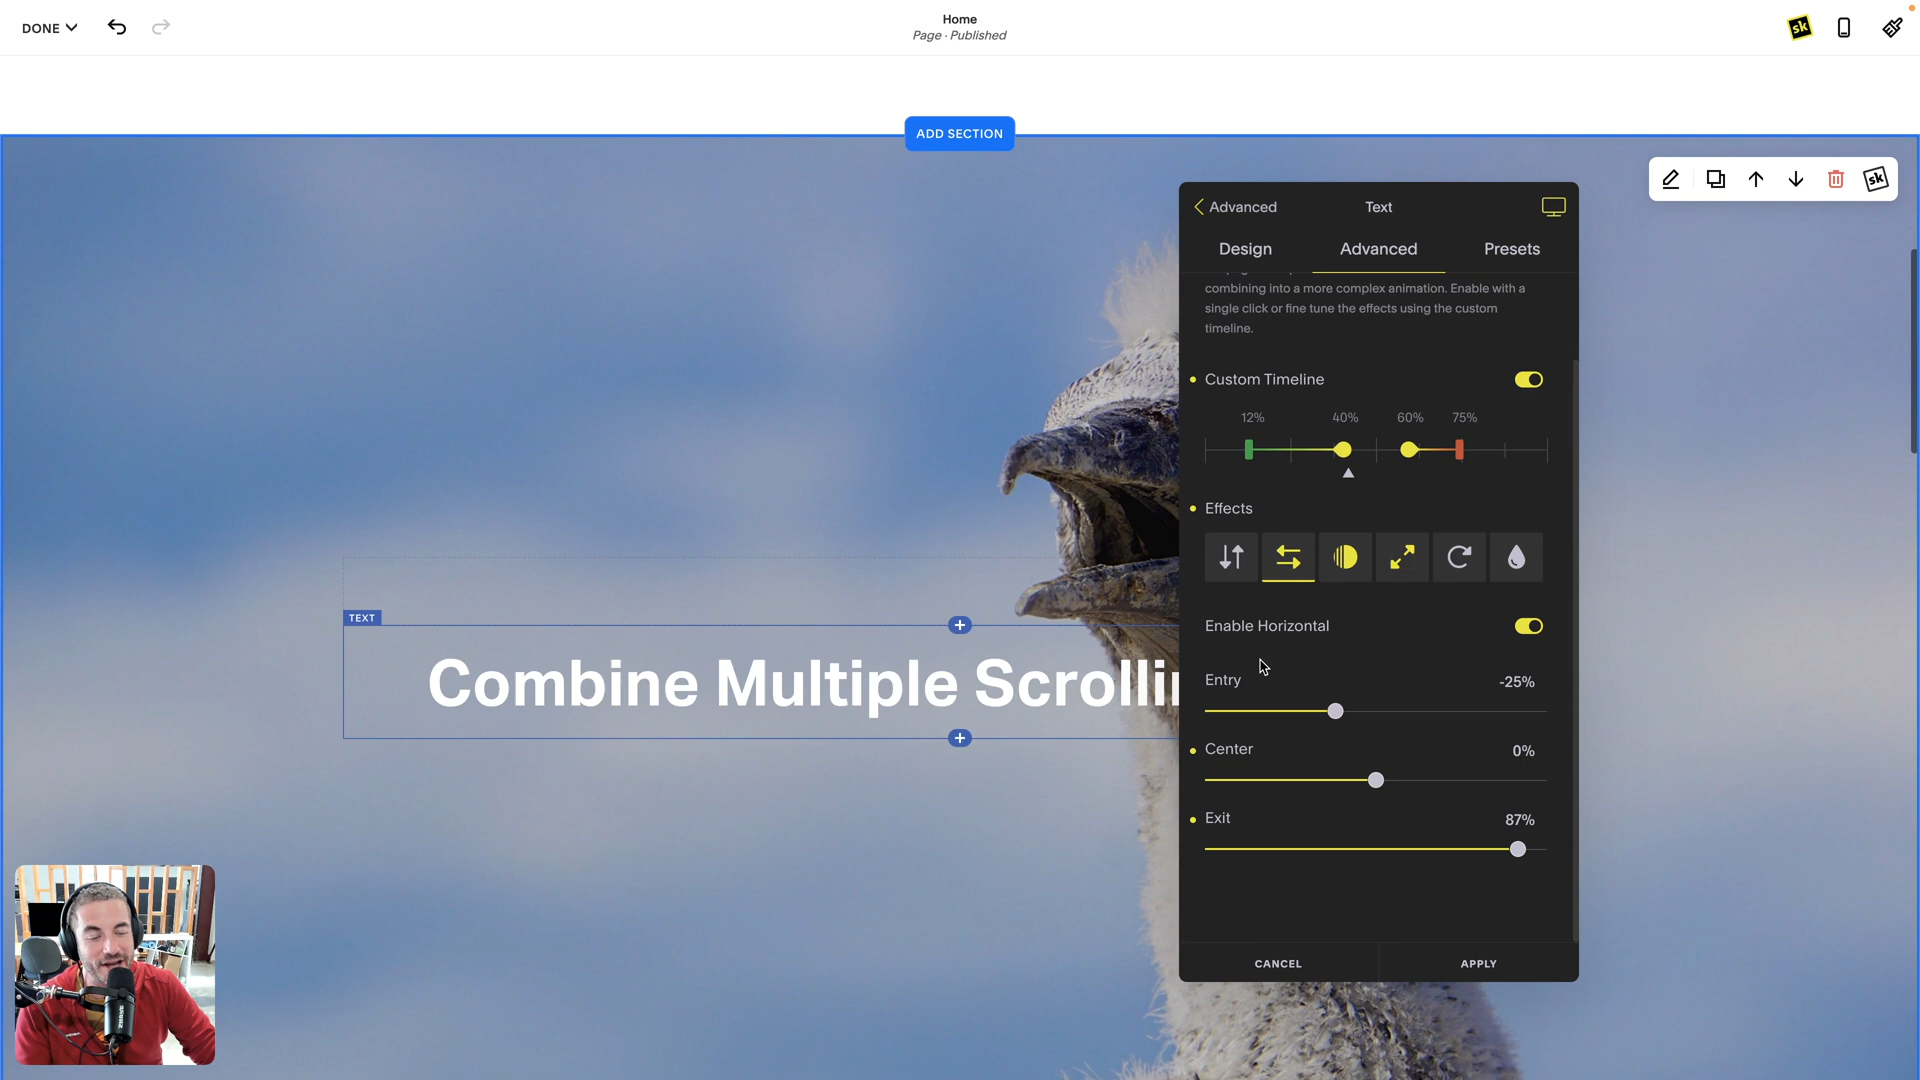 DONE
Home
Page · Published
sk
ADD SECTION
sk
Advanced
Text
Design
Advanced
Presets
combining into a more complex animation. Enable with a
single click or fine tune the effects using the custom
timeline.
Custom Timeline
12%
40%
60%
75%
Effects
Enable Horizontal
Entry
-25%
Center
0%
Exit
87%
CANCEL
APPLY
TEXT
Combine Multiple